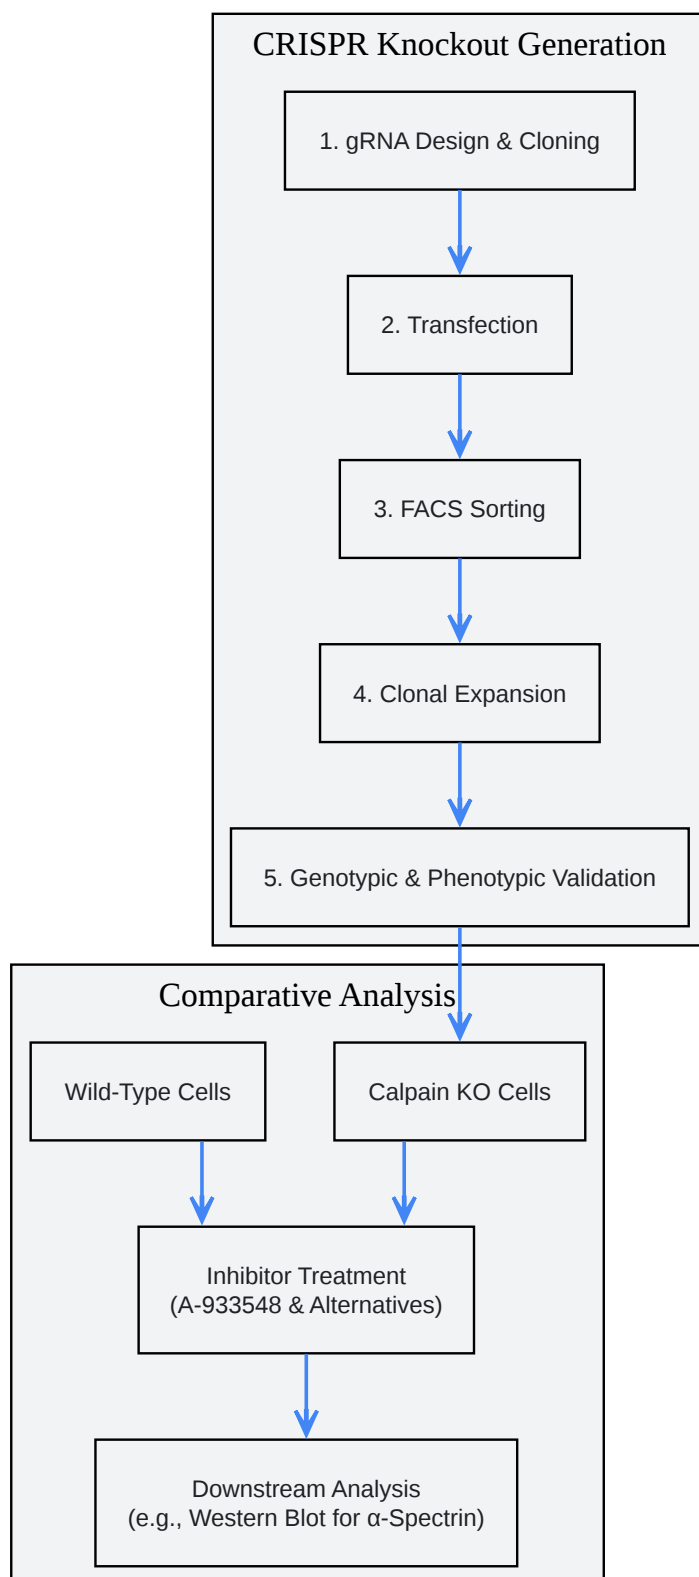 CRISPR Knockout Generation
1. gRNA Design & Cloning
2. Transfection
3. FACS Sorting
4. Clonal Expansion
5. Genotypic & Phenotypic Validation
Comparative Analysis
Wild-Type Cells
Calpain KO Cells
Inhibitor Treatment
(A-933548 & Alternatives)
Downstream Analysis
(e.g., Western Blot for α-Spectrin)